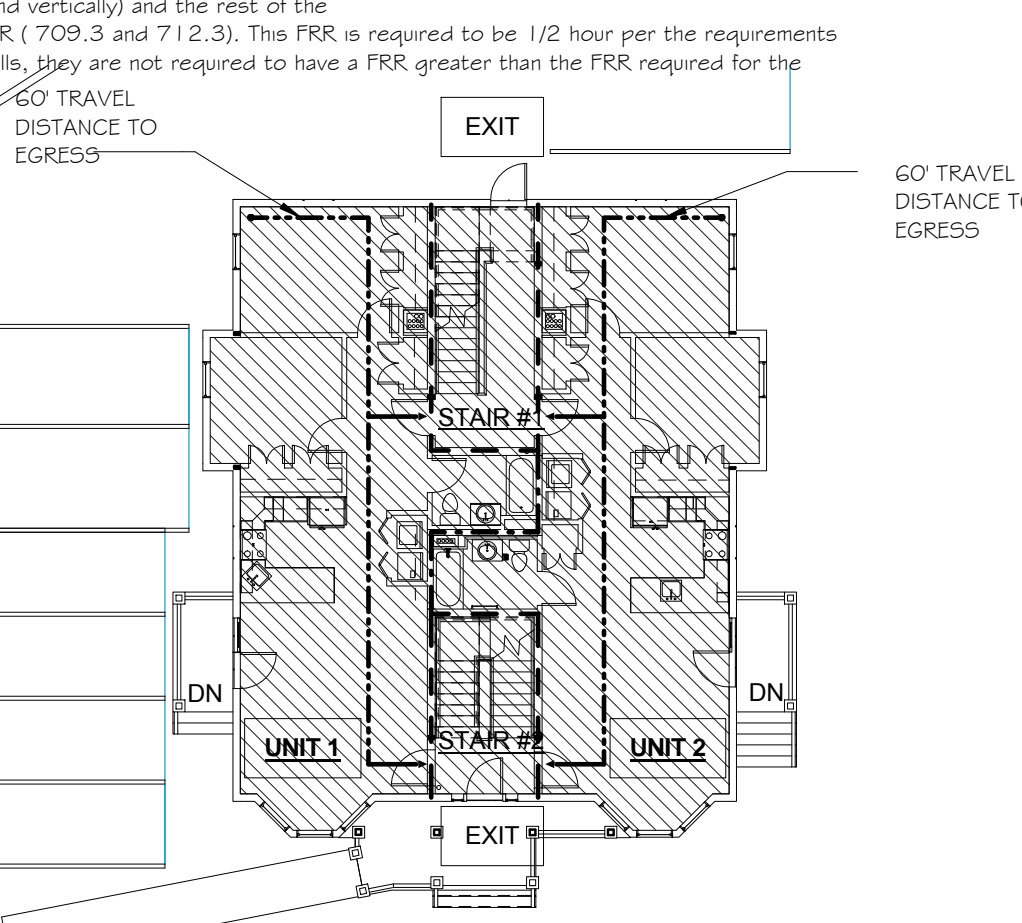 nd vertically) and the rest of the
R ( 709.3 and 712.3). This FRR is required to be 1/2 hour per the requirements
lls, they are not required to have a FRR greater than the FRR required for the
60' TRAVEL
DISTANCE TO
EGRESS
EXIT
60' TRAVEL
DISTANCE TO
EGRESS
STAIR #1
DN
DN
UNIT 1
STAIR #2
UNIT 2
EXIT